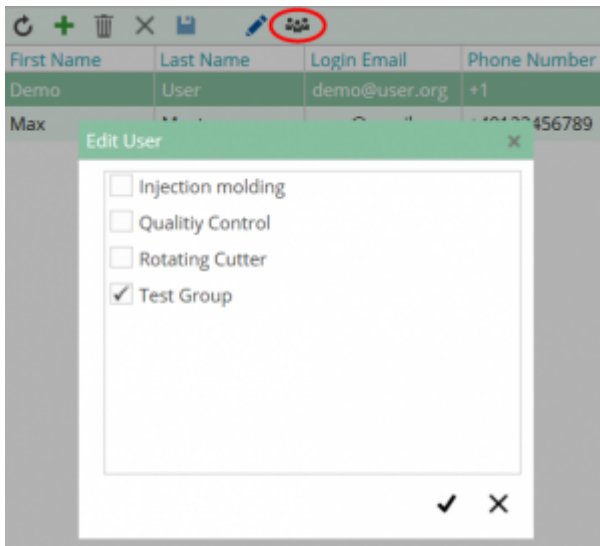 First Name Last Name Login Email Phone Number
Demo User demo@user.org +1
Max
Edit User
Injection molding
Qualitiy Control
Rotating Cutter
Test Group